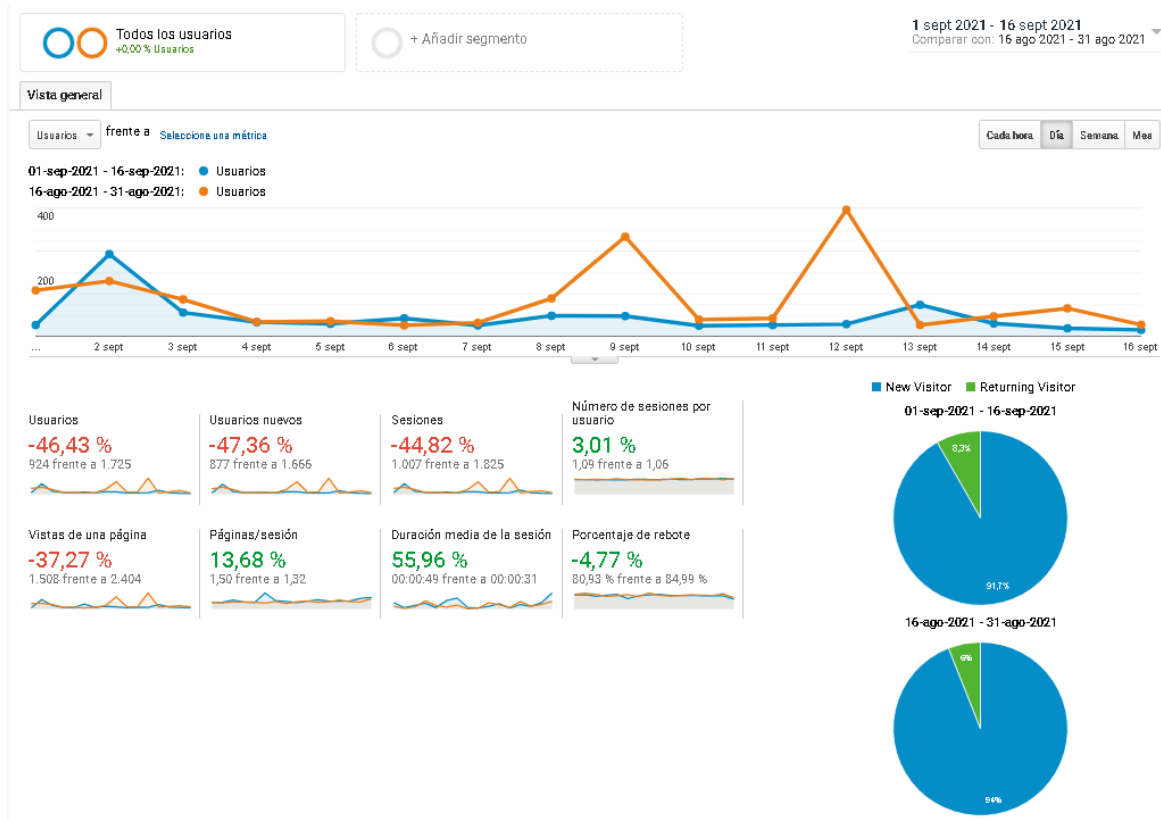 Todos los usuarios
+0,00 % Usuarios
+ Añadir segmento
1 sept 2021 - 16 sept 2021
Comparar con: 16 ago 2021 - 31 ago 2021
Vista general
Usuarios frente a Seleccione una métrica
Cada hora Día Semana Mes
01-sep-2021 - 16-sep-2021: Usuarios
16-ago-2021 - 31-ago-2021: Usuarios
400
200
... 2 sept 3 sept 4 sept 5 sept 6 sept 7 sept 8 sept 9 sept 10 sept 11 sept 12 sept 13 sept 14 sept 15 sept 16 sept
Usuarios
-46,43 %
924 frente a 1.725
Usuarios nuevos
-47,36 %
877 frente a 1.666
Sesiones
-44,82 %
1.007 frente a 1.825
Número de sesiones por
usuario
3,01 %
1,09 frente a 1,06
Vistas de una página
-37,27 %
1.508 frente a 2.404
Páginas/sesión
13,68 %
1,50 frente a 1,32
Duración media de la sesión
55,96 %
00:00:49 frente a 00:00:31
Porcentaje de rebote
-4,77 %
80,93 % frente a 84,99 %
New Visitor Returning Visitor
01-sep-2021 - 16-sep-2021
8,3%
91,7%
16-ago-2021 - 31-ago-2021
6%
94%